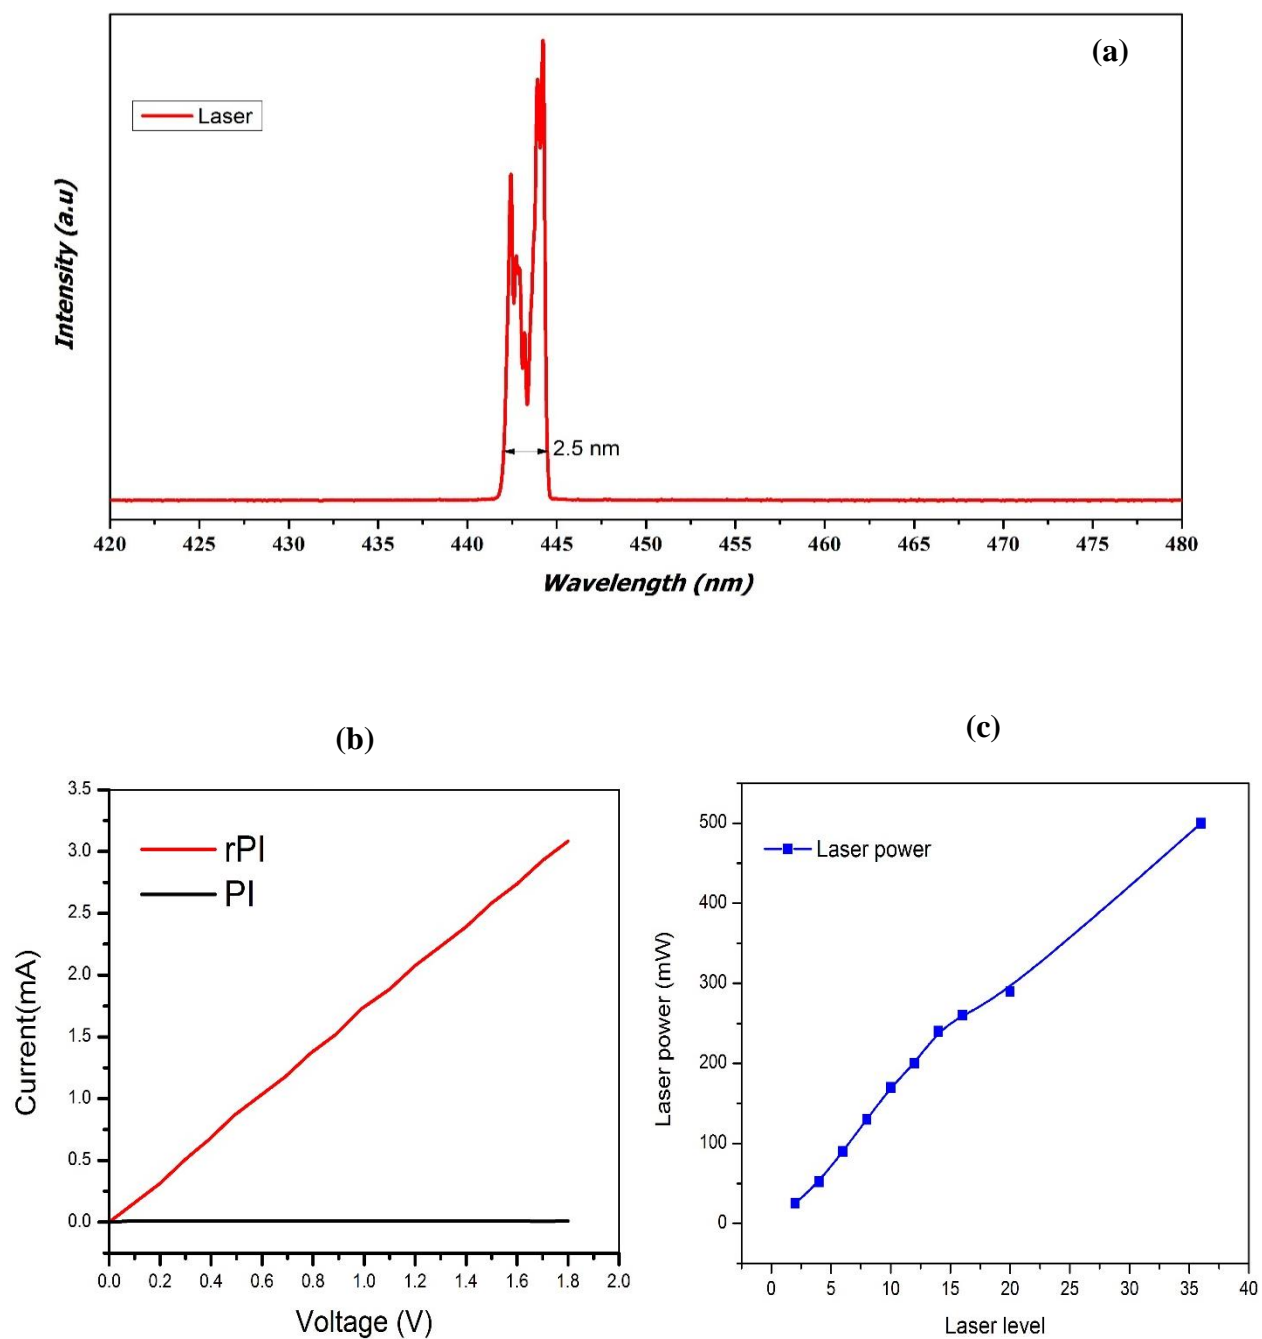 (a)
Laser
Intensity (a.u)
2.5 nm
420 425 430 435 440 445 450 455 460 465 470 475 480
Wavelength (nm)
(b)
3.5
3.0
2.5
2.0
1.5
1.0
0.5
0.0
rPI
PI
Current(mA)
0.0 0.2 0.4 0.6 0.8 1.0 1.2 1.4 1.6 1.8 2.0
Voltage (V)
(c)
500
400
300
200
100
0
Laser power
Laser power (mW)
0 5 10 15 20 25 30 35 40
Laser level